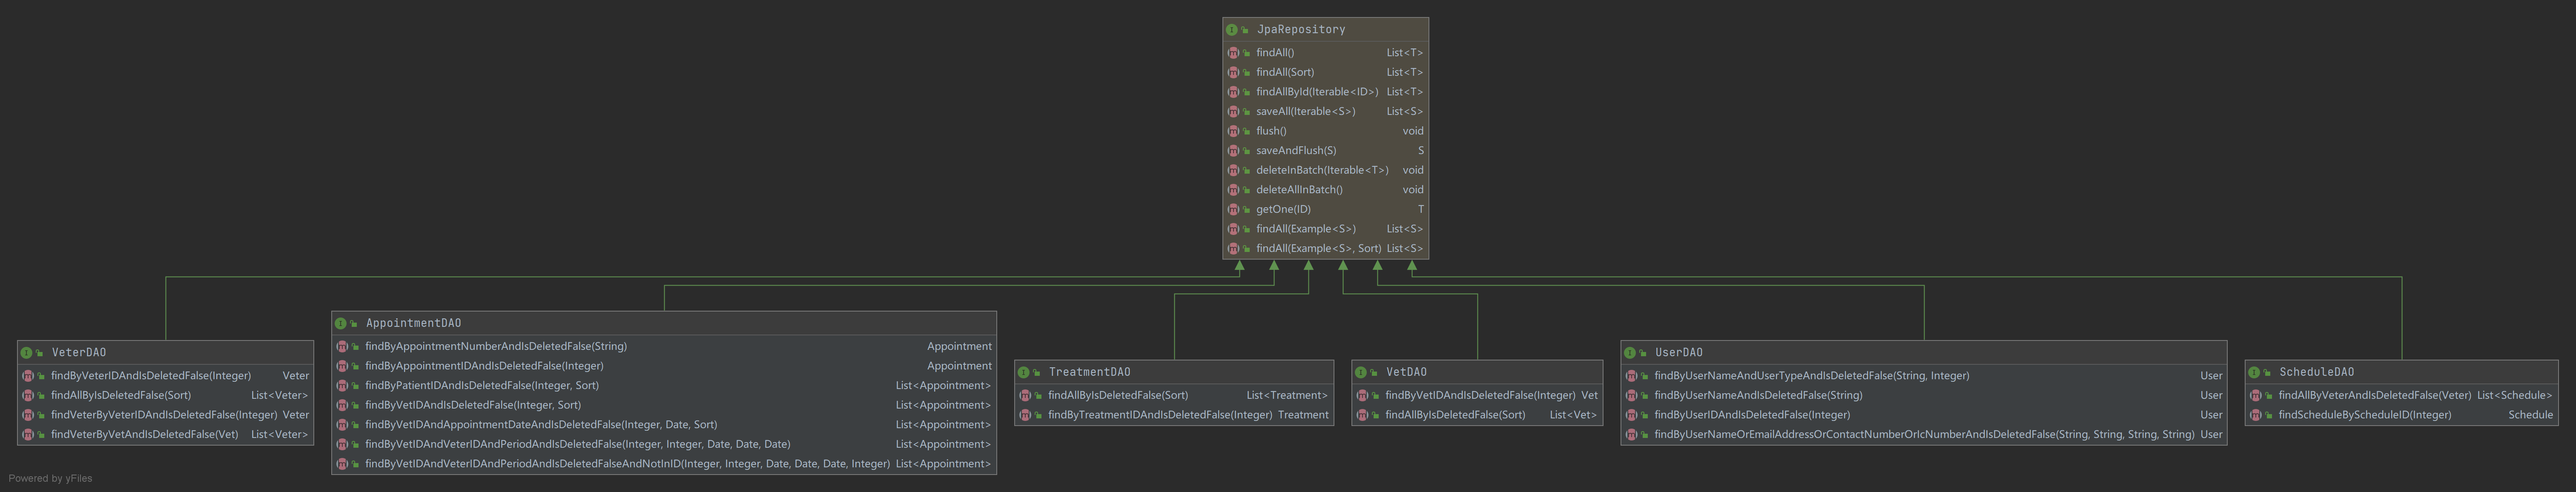 JpaRepository
findAll() List<T>
findAll(Sort) List<T>
findAllById(Iterable<ID>) List<T>
saveAll(Iterable<S>) List<S>
flush() void
saveAndFlush(S) S
deleteInBatch(Iterable<T>) void
deleteAllInBatch() void
getOne(ID) T
findAll(Example<S>) List<S>
findAll(Example<S>, Sort) List<S>
VeterDAO
findByVeterIDAndIsDeletedFalse(Integer) Veter
findAllByIsDeletedFalse(Sort) List<Veter>
findVeterByVeterIDAndIsDeletedFalse(Integer) Veter
findVeterByVetAndIsDeletedFalse(Vet) List<Veter>
AppointmentDAO
findByAppointmentNumberAndIsDeletedFalse(String) Appointment
findByAppointmentIDAndIsDeletedFalse(Integer) Appointment
findByPatientIDAndIsDeletedFalse(Integer, Sort) List<Appointment>
findByVetIDAndIsDeletedFalse(Integer, Sort) List<Appointment>
findByVetIDAndAppointmentDateAndIsDeletedFalse(Integer, Date, Sort) List<Appointment>
findByVetIDAndVeterIDAndPeriodAndIsDeletedFalse(Integer, Integer, Date, Date, Date) List<Appointment>
findByVetIDAndVeterIDAndPeriodAndIsDeletedFalseAndNotInID(Integer, Integer, Date, Date, Date, Integer) List<Appointment>
TreatmentDAO
findAllByIsDeletedFalse(Sort) List<Treatment>
findByTreatmentIDAndIsDeletedFalse(Integer) Treatment
VetDAO
findByVetIDAndIsDeletedFalse(Integer) Vet
findAllByIsDeletedFalse(Sort) List<Vet>
UserDAO
findByUserNameAndUserTypeAndIsDeletedFalse(String, Integer) User
findByUserNameAndIsDeletedFalse(String) User
findByUserIDAndIsDeletedFalse(Integer) User
findByUserNameOrEmailAddressOrContactNumberOrIcNumberAndIsDeletedFalse(String, String, String, String) User
ScheduleDAO
findAllByVeterAndIsDeletedFalse(Veter) List<Schedule>
findScheduleByScheduleID(Integer) Schedule
Powered by yFiles